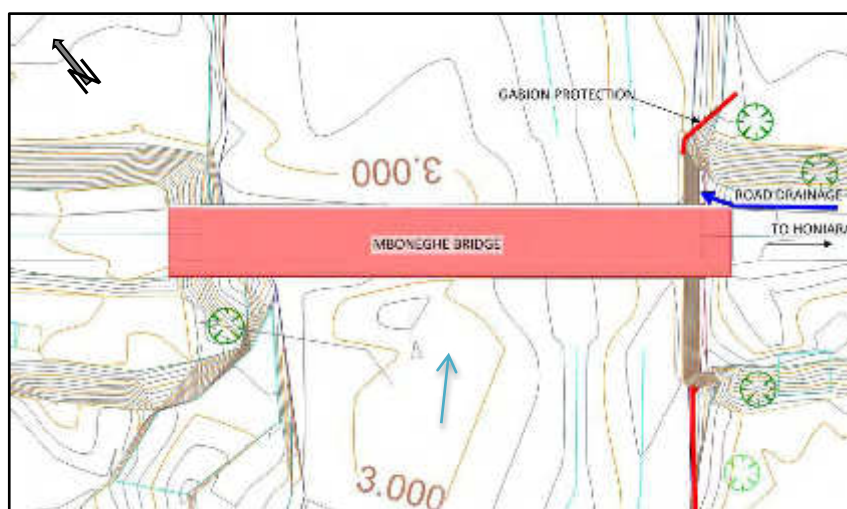 N
GABION PROTECTION
3.000
ROAD DRAINAGE
TO HONIARA
MBONEGHE BRIDGE
3.000